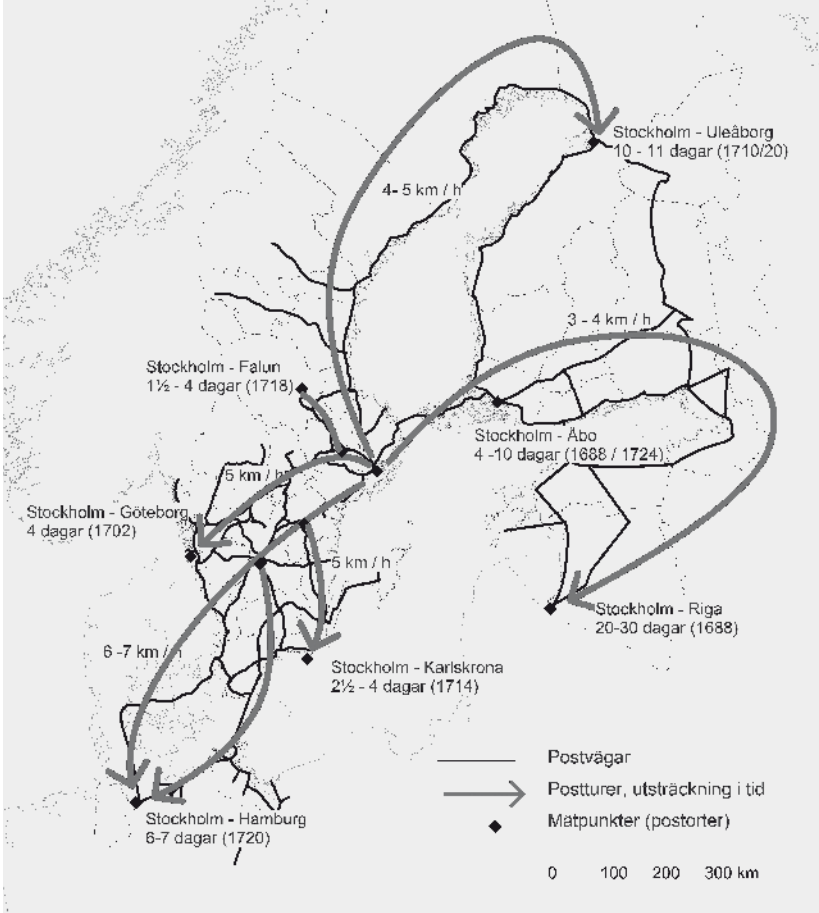 Stockholm - Uleåborg
10 - 11 dagar (1710/20)
4- 5 km / h
3 - 4 km / h
Stockholm - Falun
1½ - 4 dagar (1718)
Stockholm - Åbo
4 -10 dagar (1688 / 1724)
5 km / h
Stockholm - Göteborg
4 dagar (1702)
5 km / h
Stockholm - Riga
20-30 dagar (1688)
6 -7 km / h
Stockholm - Karlskrona
2½ - 4 dagar (1714)
Postvägar
Postturer, utsträckning i tid
Mätpunkter (postorter)
Stockholm - Hamburg
6-7 dagar (1720)
0 100 200 300 km